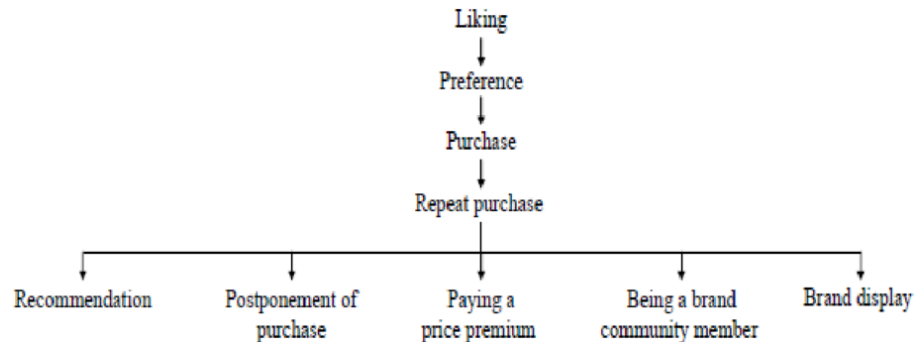 Liking
Preference
Purchase
Repeat purchase
Recommendation
Postponement of
purchase
Paying a
price premium
Being a brand
community member
Brand display